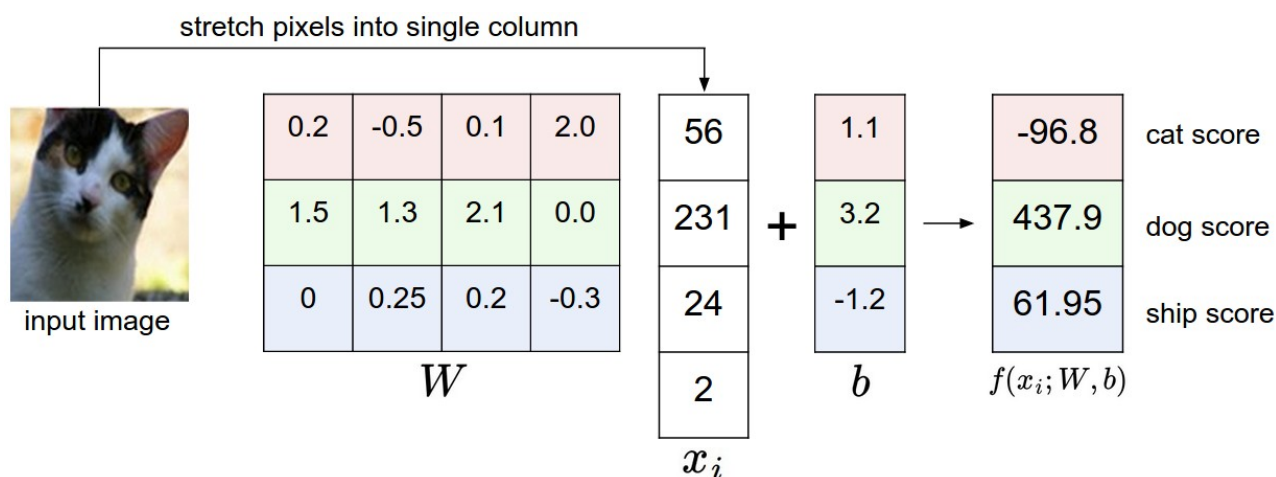 stretch pixels into single column
0.2 -0.5 0.1 2.0 56 1.1 -96.8 cat score
1.5 1.3 2.1 0.0 231 + 3.2 437.9 dog score
0 0.25 0.2 -0.3 24 -1.2 61.95 ship score
input image
W 2 b f(x_i; W, b)
x_i